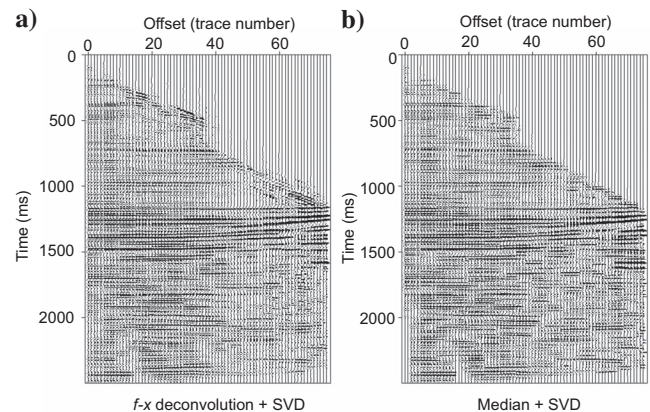 a)
Offset (trace number)
0 20 40 60
0
500
1000
1500
2000
Time (ms)
f-x deconvolution + SVD
b)
Offset (trace number)
0 20 40 60
0
500
1000
1500
2000
Time (ms)
Median + SVD